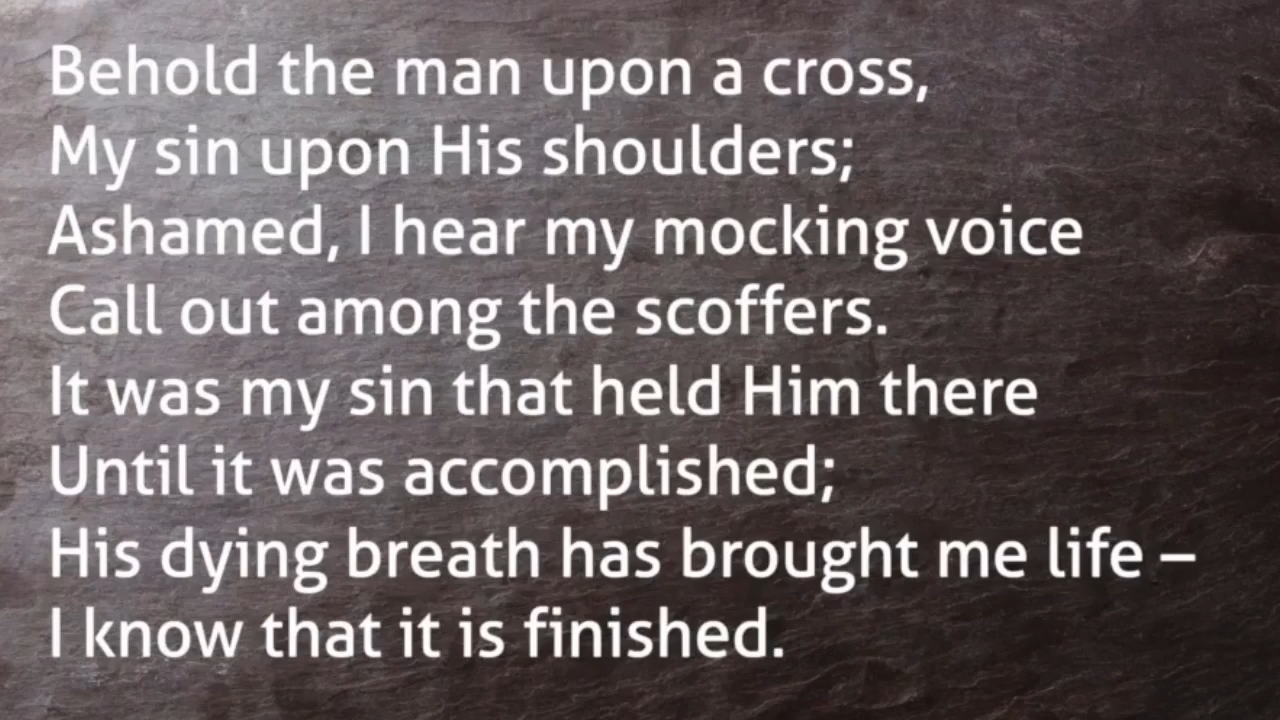 Behold the man upon a cross,
My sin upon His shoulders;
Ashamed, I hear my mocking voice
Call out among the scoffers.
It was my sin that held Him there
Until it was accomplished;
His dying breath has brought me life –
I know that it is finished.